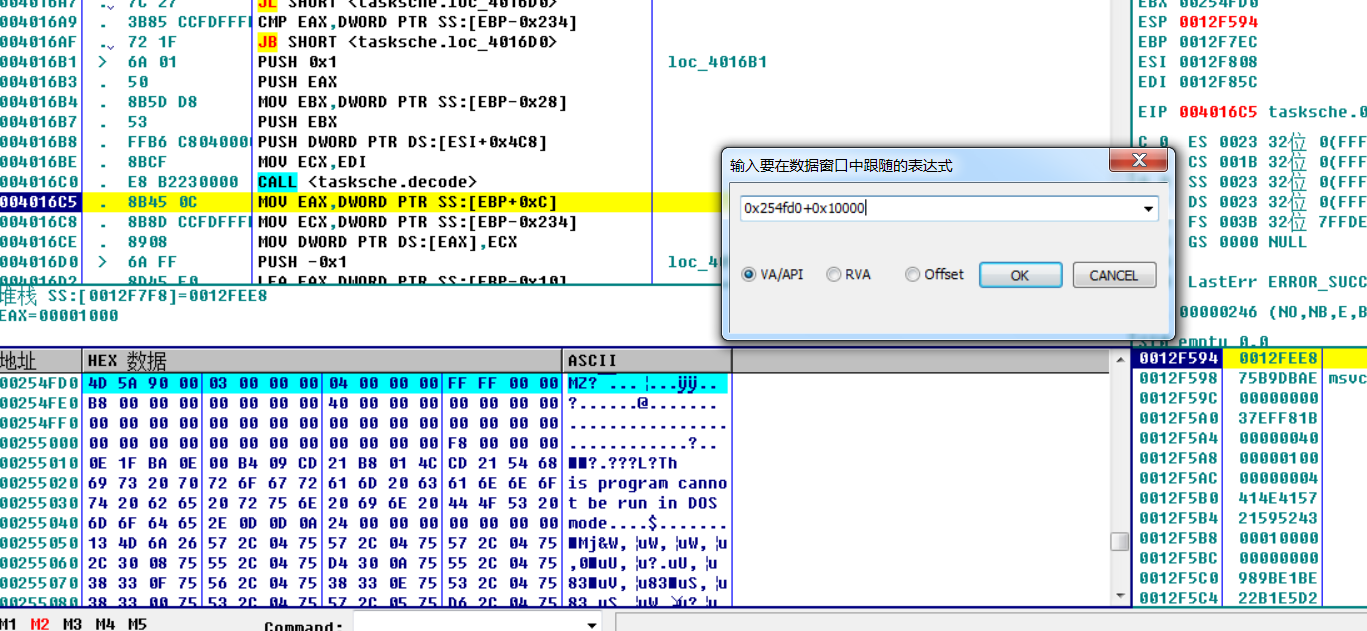 004016A7 . 7C 27 JL SHORT <tasksche.loc_4016D0>
004016A9 . 3B85 CCFDFFF CMP EAX,DWORD PTR SS:[EBP-0x234]
004016AF . 72 1F JB SHORT <tasksche.loc_4016D0>
004016B1 > 6A 01 PUSH 0x1 loc_4016B1
004016B3 . 50 PUSH EAX
004016B4 . 8B5D D8 MOV EBX,DWORD PTR SS:[EBP-0x28]
004016B7 . 53 PUSH EBX
004016B8 . FFB6 C8040000 PUSH DWORD PTR DS:[ESI+0x4C8]
004016BE . 8BCF MOV ECX,EDI
004016C0 . E8 B2230000 CALL <tasksche.decode>
004016C5 . 8B45 0C MOV EAX,DWORD PTR SS:[EBP+0xC]
004016C8 . 8B8D CCFDFFF MOV ECX,DWORD PTR SS:[EBP-0x234]
004016CE . 8908 MOV DWORD PTR DS:[EAX],ECX
004016D0 > 6A FF PUSH -0x1 loc_4
004016D2 . 8D45 F0 LEA EAX,DWORD PTR SS:[EBP-0x10]
堆栈 SS:[0012F7F8]=0012FEE8
EAX=00001000
EBX 00254FD0
ESP 0012F594
EBP 0012F7EC
ESI 0012F808
EDI 0012F85C
EIP 004016C5 tasksche.0
C 0 ES 0023 32位 0(FFF
CS 001B 32位 0(FFF
SS 0023 32位 0(FFF
DS 0023 32位 0(FFF
FS 003B 32位 7FFDE
GS 0000 NULL
LastErr ERROR_SUCC
00000246 (NO,NB,E,B
empty 0.0
输入要在数据窗口中跟随的表达式
0x254fd0+0x10000
VA/API RVA Offset OK CANCEL
地址 HEX 数据 ASCII
00254FD0 4D 5A 90 00 03 00 00 00 04 00 00 00 FF FF 00 00 MZ? ... ¦...ÿÿ..
00254FE0 B8 00 00 00 00 00 00 00 40 00 00 00 00 00 00 00 ?.......@.......
00254FF0 00 00 00 00 00 00 00 00 00 00 00 00 00 00 00 00 ................
00255000 00 00 00 00 00 00 00 00 00 00 00 00 F8 00 00 00 ............?..
00255010 0E 1F BA 0E 00 B4 09 CD 21 B8 01 4C CD 21 54 68 ■■?.???L?Th
00255020 69 73 20 70 72 6F 67 72 61 6D 20 63 61 6E 6E 6F is program canno
00255030 74 20 62 65 20 72 75 6E 20 69 6E 20 44 4F 53 20 t be run in DOS
00255040 6D 6F 64 65 2E 0D 0D 0A 24 00 00 00 00 00 00 00 mode....$.......
00255050 13 4D 6A 26 57 2C 04 75 57 2C 04 75 57 2C 04 75 ■Mj&W,¦uW,¦uW,¦u
00255060 2C 30 08 75 55 2C 04 75 D4 30 0A 75 55 2C 04 75 ,0■uU,¦u?.uU,¦u
00255070 38 33 0F 75 56 2C 04 75 38 33 0E 75 53 2C 04 75 83■uV,¦u83■uS,¦u
00255080 38 33 00 75 53 2C 04 75 57 2C 05 75 D6 2C 04 75
0012F594 0012FEE8
0012F598 75B9DBAE msvc
0012F59C 00000000
0012F5A0 37EFF81B
0012F5A4 00000040
0012F5A8 00000100
0012F5AC 00000004
0012F5B0 414E4157
0012F5B4 21595243
0012F5B8 00010000
0012F5BC 00000000
0012F5C0 989BE1BE
0012F5C4 22B1E5D2
M1 M2 M3 M4 M5 Command: